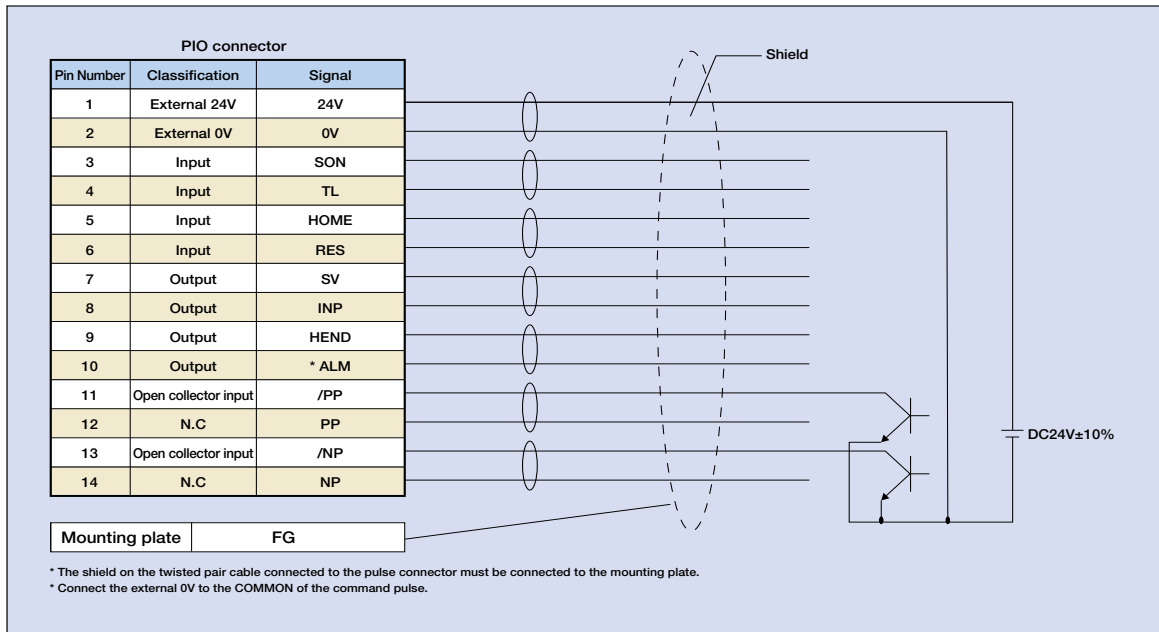 PIO connector
Shield
Pin Number Classification Signal
1 External 24V 24V
2 External 0V 0V
3 Input SON
4 Input TL
5 Input HOME
6 Input RES
7 Output SV
8 Output INP
9 Output HEND
10 Output * ALM
11 Open collector input /PP
12 N.C PP
13 Open collector input /NP
14 N.C NP
DC24V±10%
Mounting plate FG
* The shield on the twisted pair cable connected to the pulse connector must be connected to the mounting plate.
* Connect the external 0V to the COMMON of the command pulse.